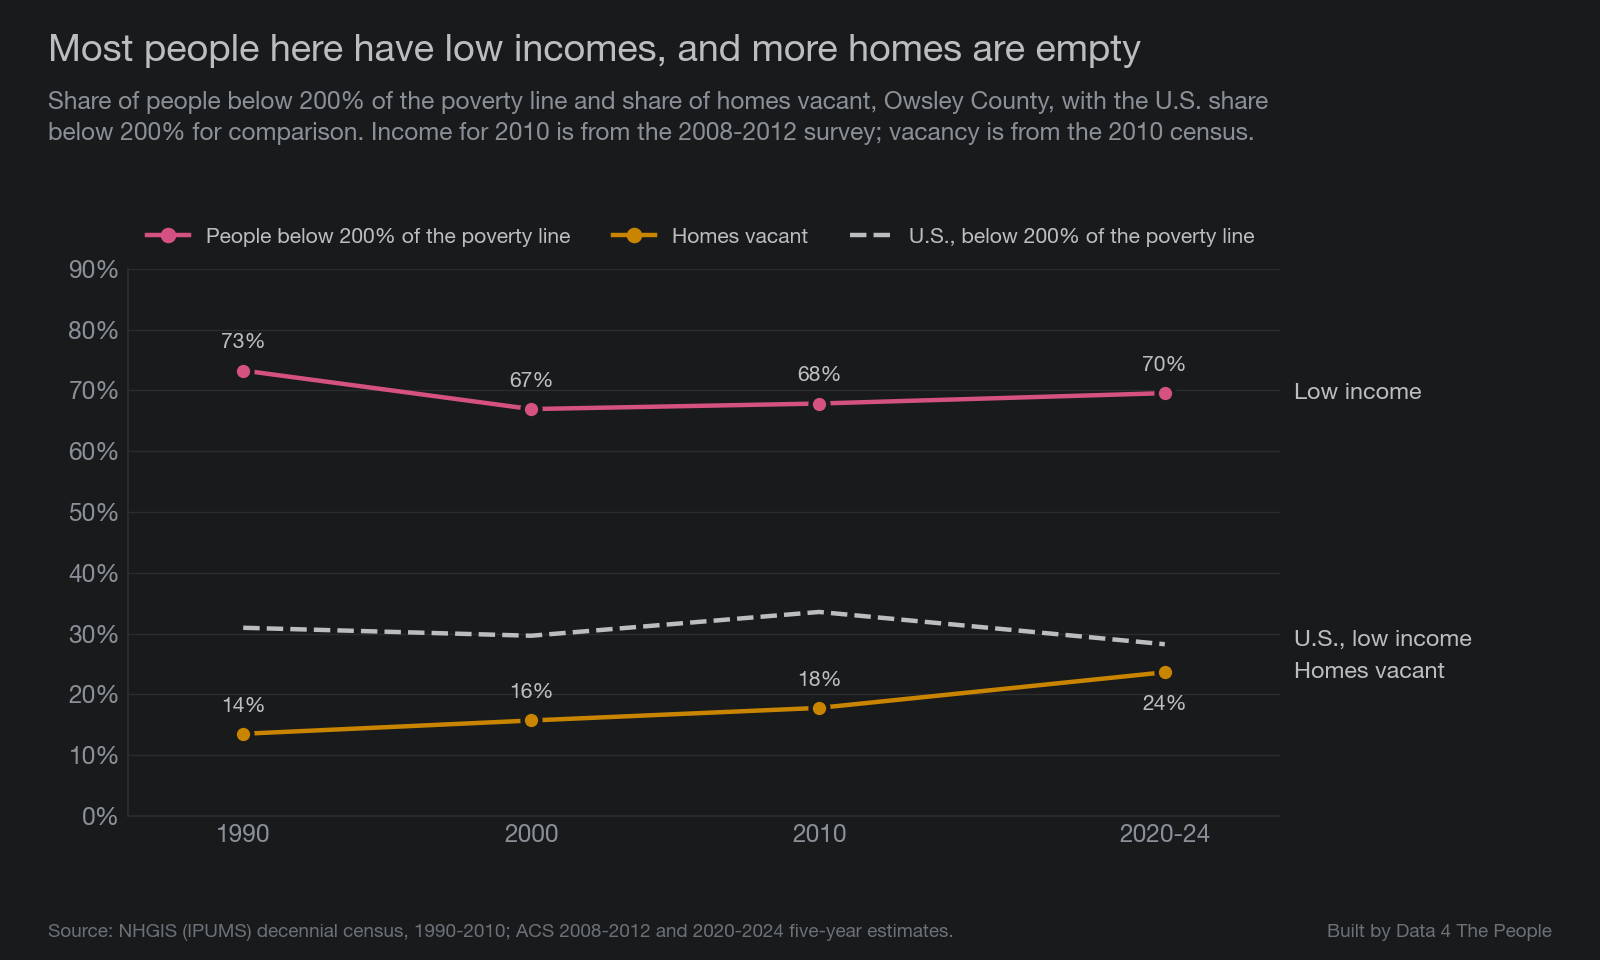 Most people here have low incomes, and more homes are empty
Share of people below 200% of the poverty line and share of homes vacant, Owsley County, with the U.S. share
below 200% for comparison. Income for 2010 is from the 2008-2012 survey; vacancy is from the 2010 census.
People below 200% of the poverty line
Homes vacant
U.S., below 200% of the poverty line
90%
80%
70%
60%
50%
40%
30%
20%
10%
0%
73%
67%
68%
70%
Low income
U.S., low income
Homes vacant
14%
16%
18%
24%
1990
2000
2010
2020-24
Source: NHGIS (IPUMS) decennial census, 1990-2010; ACS 2008-2012 and 2020-2024 five-year estimates.
Built by Data 4 The People